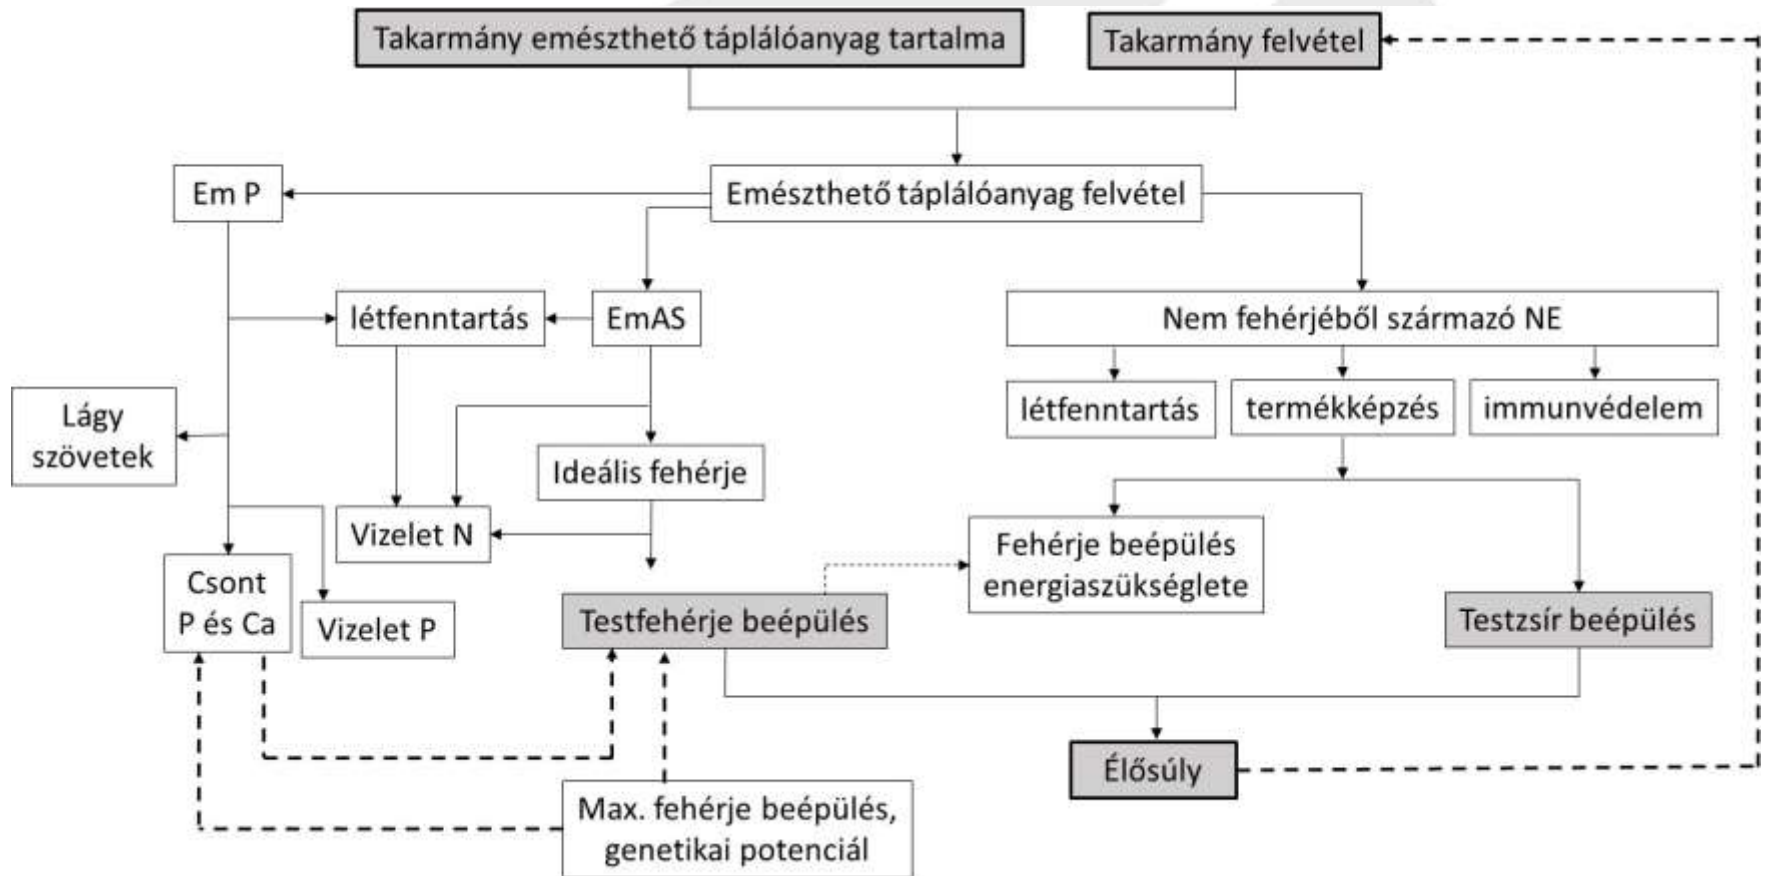 Takarmány emészthető táplálóanyag tartalma
Takarmány felvétel
Em P
Emészthető táplálóanyag felvétel
létfenntartás
EmAS
Nem fehérjéből származó NE
Lágy
szövetek
létfenntartás
termékképzés
immunvédelem
Ideális fehérje
Vizelet N
Fehérje beépülés
energiaszükséglete
Csont
P és Ca
Vizelet P
Testfehérje beépülés
Testzsír beépülés
Élősúly
Max. fehérje beépülés,
genetikai potenciál